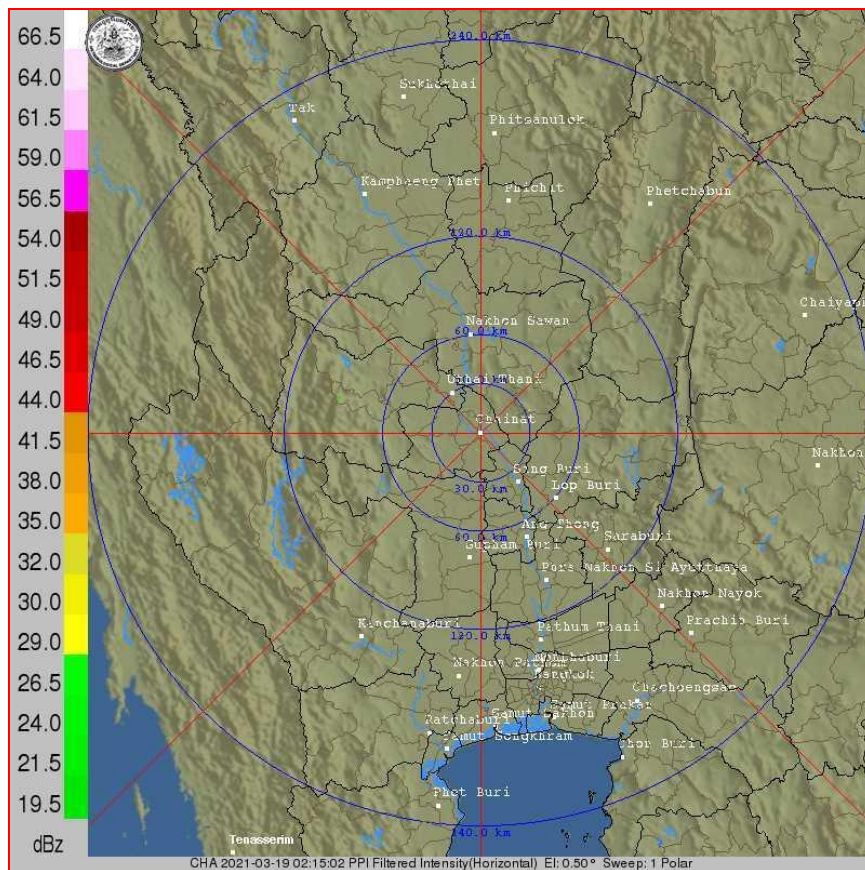 66.5
64.0
61.5
59.0
56.5
54.0
51.5
49.0
46.5
44.0
41.5
38.0
35.0
32.0
30.0
29.0
26.5
24.0
21.5
19.5
dBz
240.0 km
Sukhothai
Tak
Phitsanulok
Kamphaeng Phet
Phichit
Phetchabun
120.0 km
Chaiyaph
Nakhon Sawan
60.0 km
Uthai Thani
Chainat
Nakhon
Sing Buri
30.0 km
Lop Buri
Ang Thong
60.0 km
Suphan Buri
Saraburi
Pora Nakhon Si Ayutthaya
Nakhon Nayok
Kanchanaburi
120.0 km
Pathum Thani
Prachin Buri
Nakhon Pathom
Nonthaburi
Bangkok
Chachoengsao
Samut Prakar
Samut Sakhon
Ratchaburi
Samut Songkhram
Chon Buri
Phet Buri
240.0 km
Tenasserim
CHA 2021-03-19 02:15:02 PPI Filtered Intensity(Horizontal) El: 0.50° Sweep: 1 Polar